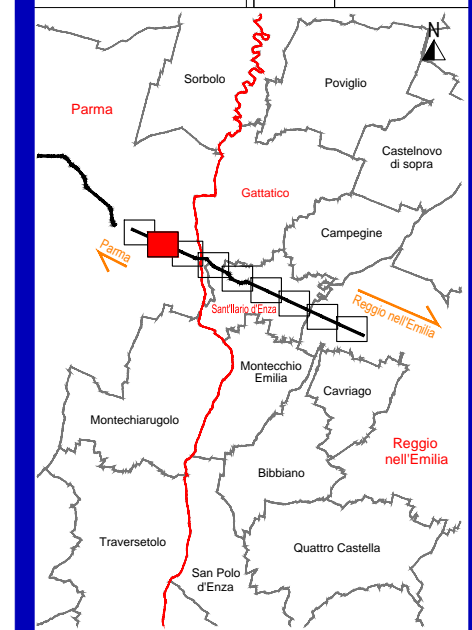 N
Sorbolo
Poviglio
Parma
Castelnovo
di sopra
Gattatico
Campegine
Parma
Reggio nell'Emilia
Sant'Ilario d'Enza
Montecchio
Emilia
Cavriago
Montechiarugolo
Reggio
nell'Emilia
Bibbiano
Traversetolo
Quattro Castella
San Polo
d'Enza